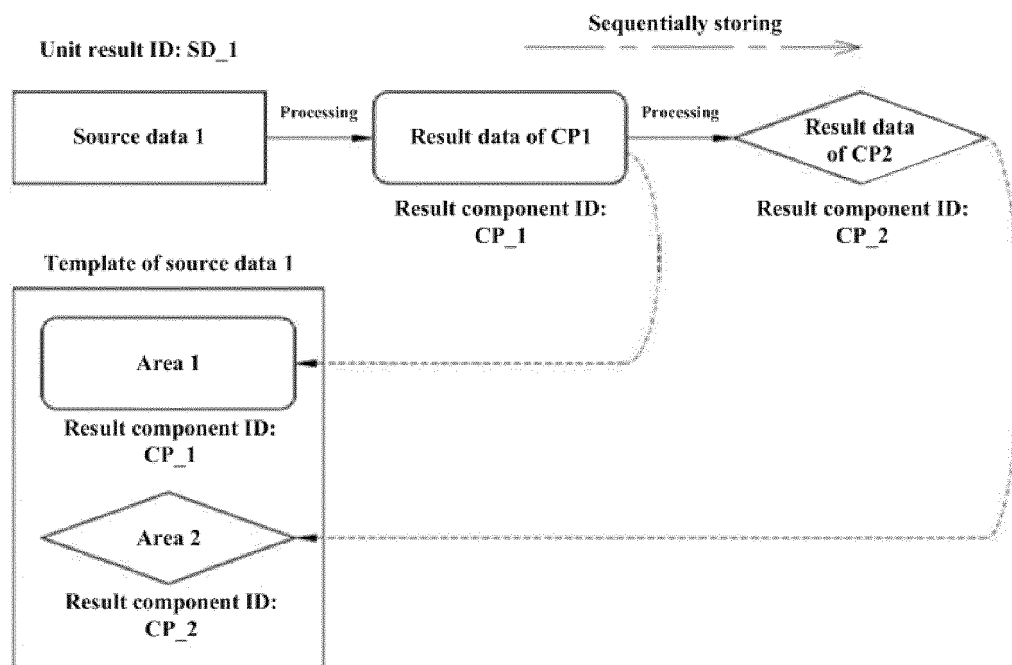 Sequentially storing
Unit result ID: SD_1
Source data 1
Processing
Result data of CP1
Processing
Result data
of CP2
Result component ID:
CP_1
Result component ID:
CP_2
Template of source data 1
Area 1
Result component ID:
CP_1
Area 2
Result component ID:
CP_2